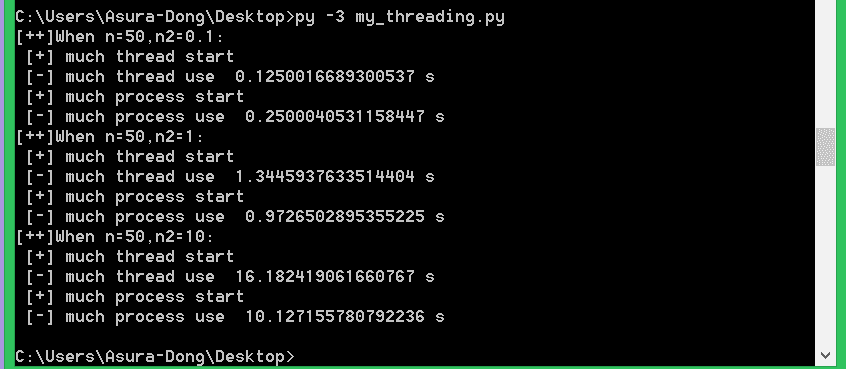 C:\Users\Asura-Dong\Desktop>py -3 my_threading.py
[++]When n=50,n2=0.1:
 [+] much thread start
 [-] much thread use  0.1250016689300537 s
 [+] much process start
 [-] much process use  0.2500040531158447 s
[++]When n=50,n2=1:
 [+] much thread start
 [-] much thread use  1.3445937633514404 s
 [+] much process start
 [-] much process use  0.9726502895355225 s
[++]When n=50,n2=10:
 [+] much thread start
 [-] much thread use  16.182419061660767 s
 [+] much process start
 [-] much process use  10.127155780792236 s
C:\Users\Asura-Dong\Desktop>